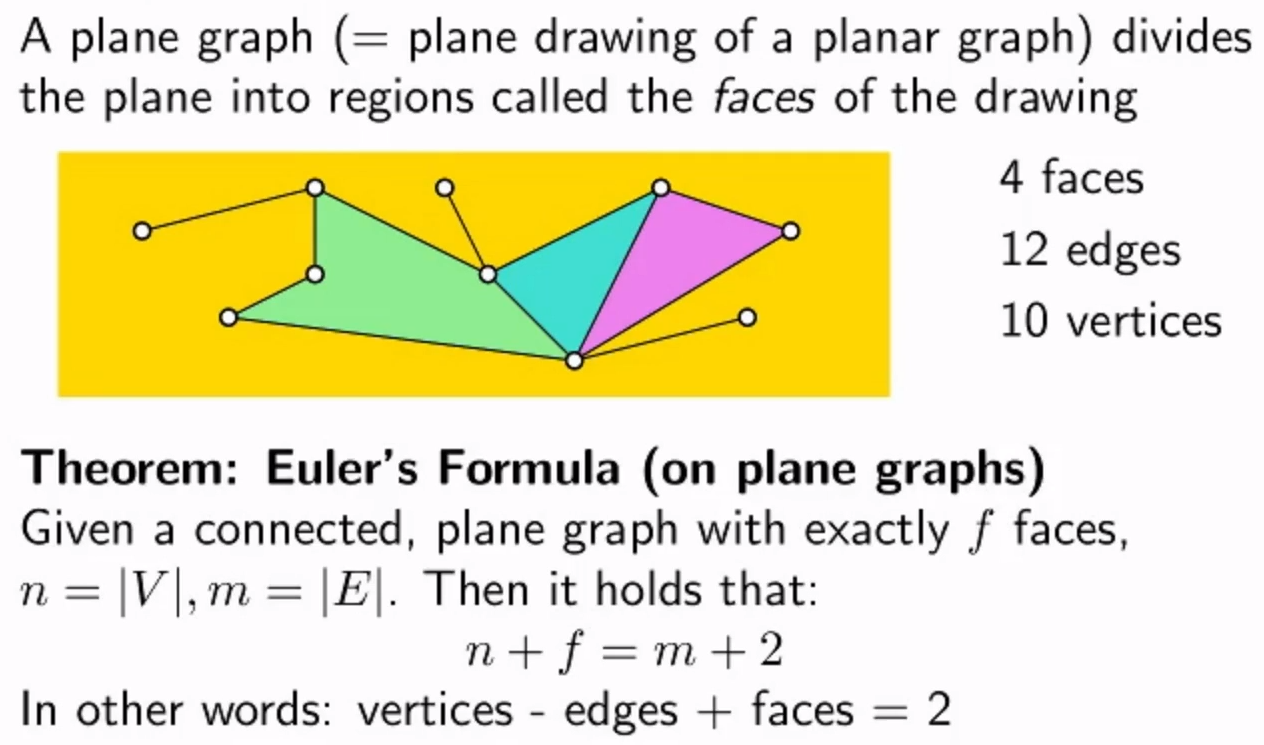 A plane graph (= plane drawing of a planar graph) divides
the plane into regions called the faces of the drawing
4 faces
12 edges
10 vertices
Theorem: Euler's Formula (on plane graphs)
Given a connected, plane graph with exactly f faces,
n = |V|, m = |E|. Then it holds that:
n + f = m + 2
In other words: vertices - edges + faces = 2